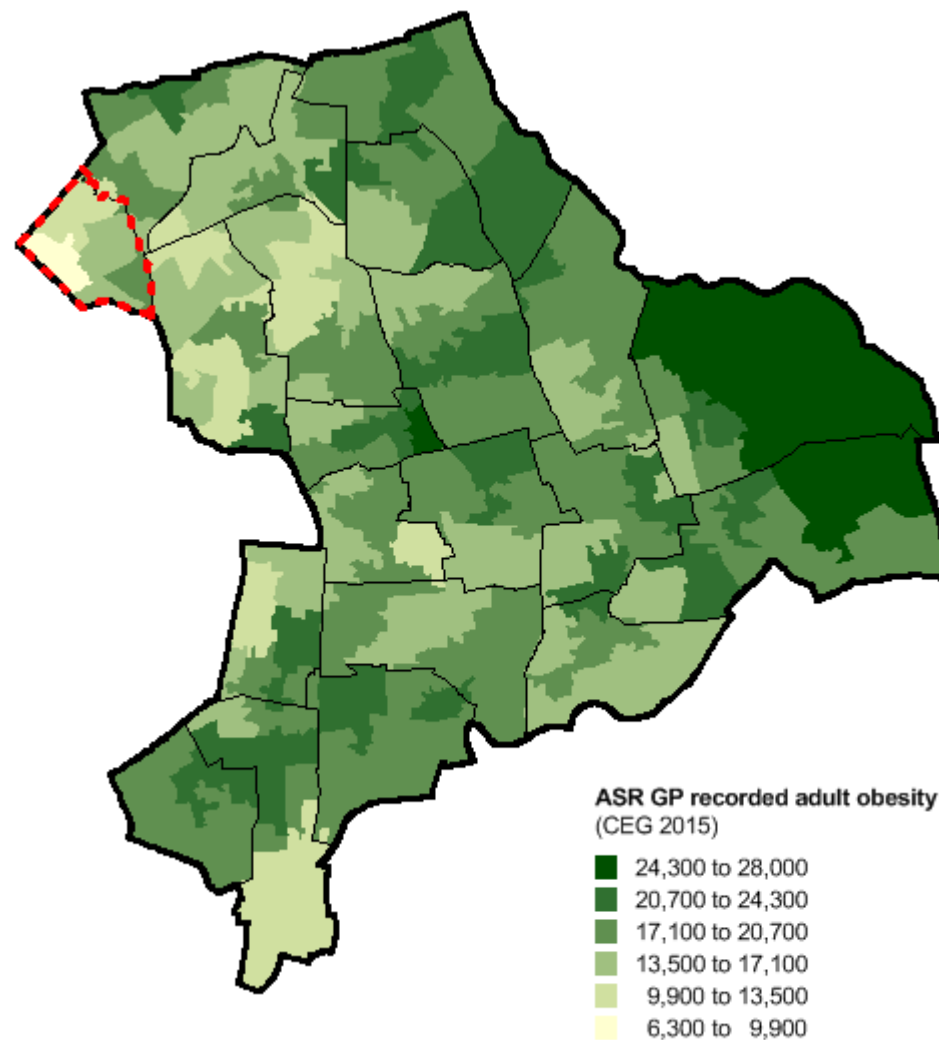 ASR GP recorded adult obesity
(CEG 2015)
24,300 to 28,000
20,700 to 24,300
17,100 to 20,700
13,500 to 17,100
9,900 to 13,500
6,300 to 9,900